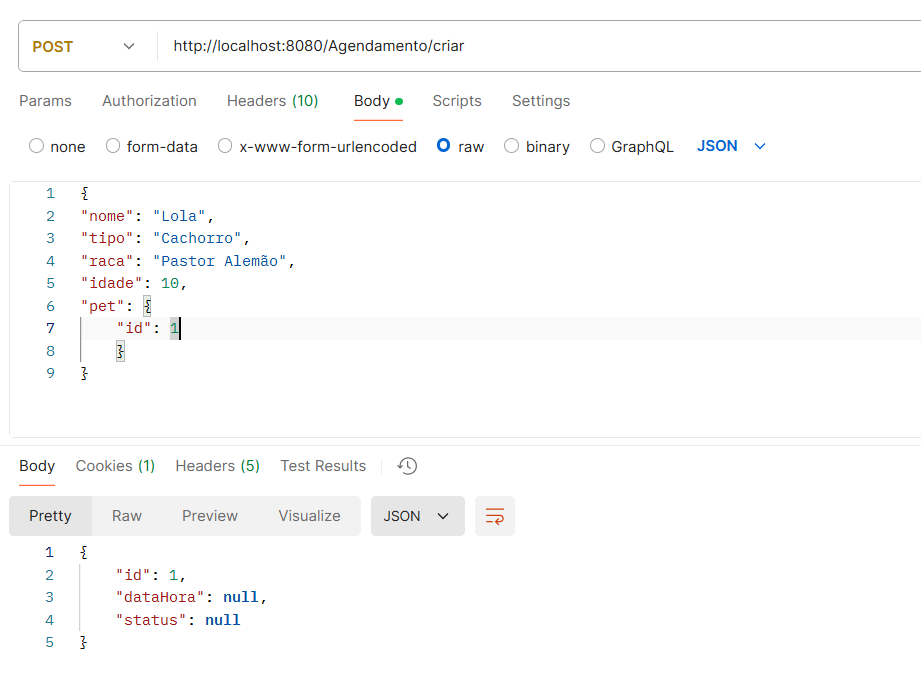 POST http://localhost:8080/Agendamento/criar
Params Authorization Headers (10) Body Scripts Settings
none form-data x-www-form-urlencoded raw binary GraphQL JSON
1 {
2 "nome": "Lola",
3 "tipo": "Cachorro",
4 "raca": "Pastor Alemão",
5 "idade": 10,
6 "pet": {
7 "id": 1
8 }
9 }
Body Cookies (1) Headers (5) Test Results
Pretty Raw Preview Visualize JSON
1 {
2 "id": 1,
3 "dataHora": null,
4 "status": null
5 }